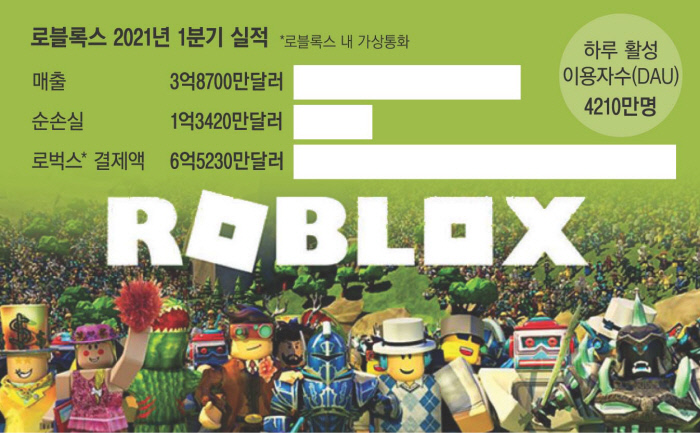 로블록스 2021년 1분기 실적 *로블록스 내 가상통화
매출 3억8700만달러
순손실 1억3420만달러
로벅스* 결제액 6억5230만달러
하루 활성
이용자수(DAU)
4210만명
ROBLOX